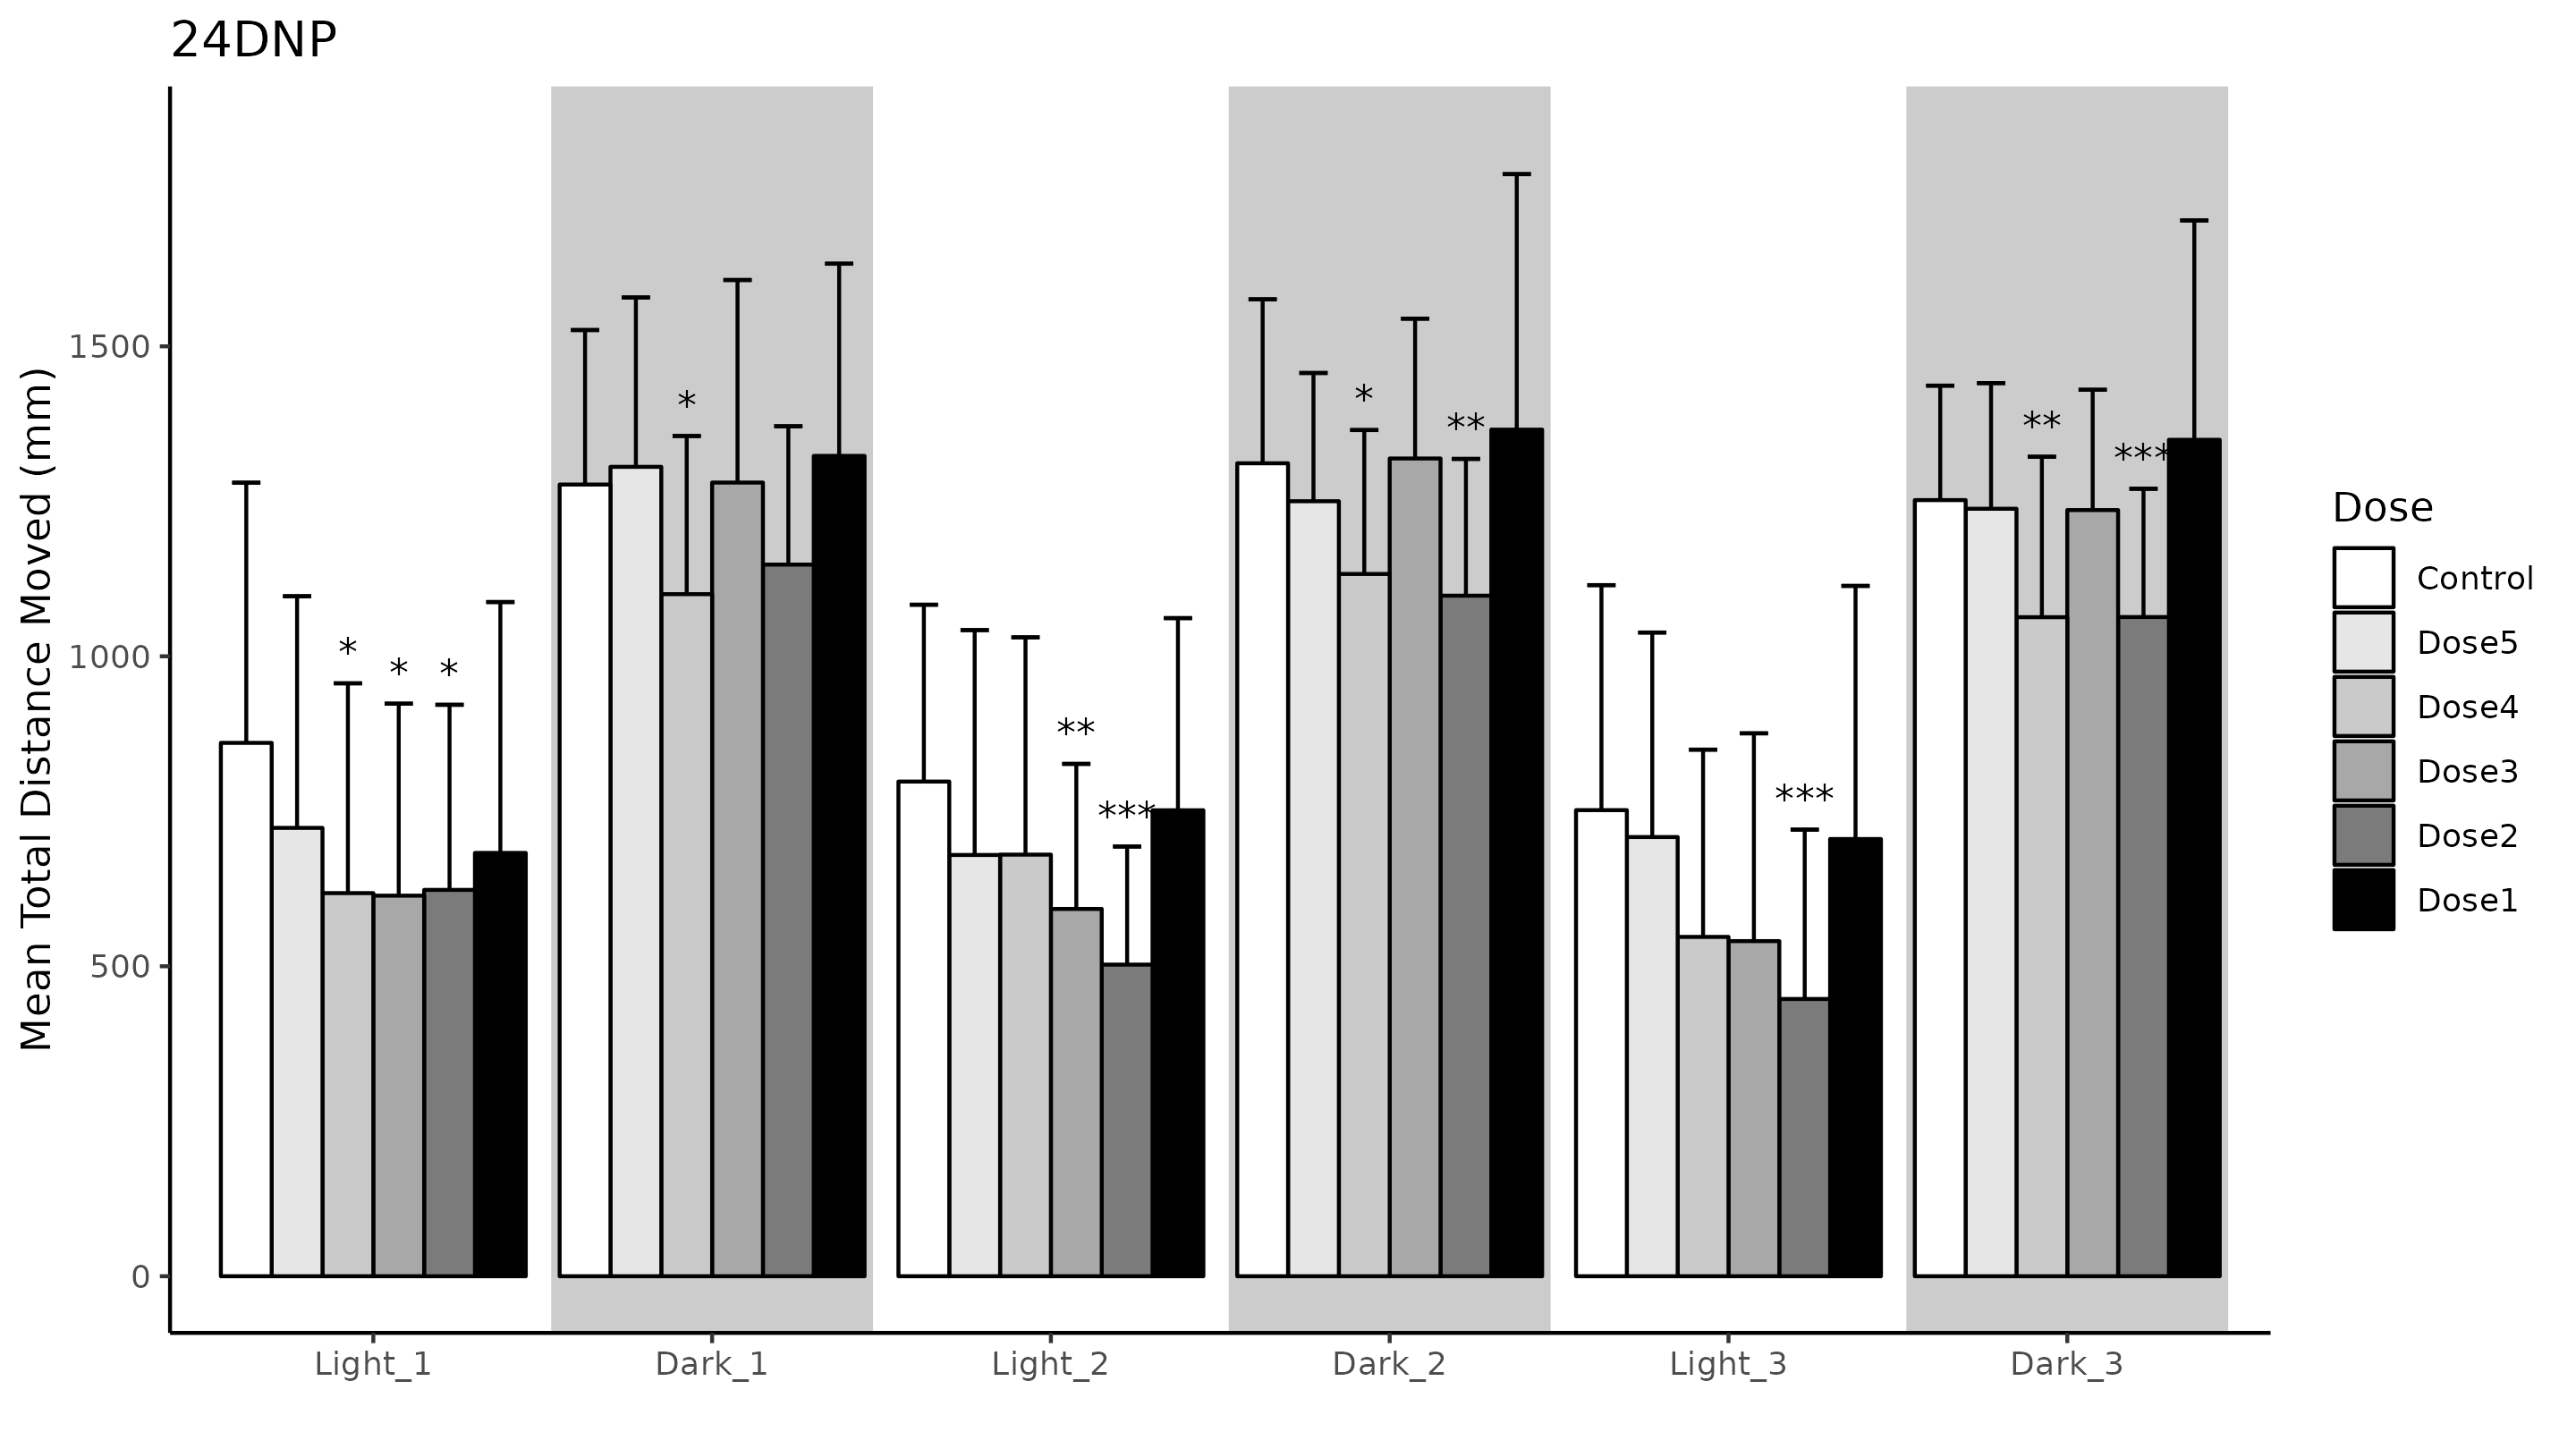 24DNP
Mean Total Distance Moved (mm)
1500
1000
500
0
*
*
*
*
**
***
*
**
***
**
***
Light_1
Dark_1
Light_2
Dark_2
Light_3
Dark_3
Dose
Control
Dose5
Dose4
Dose3
Dose2
Dose1